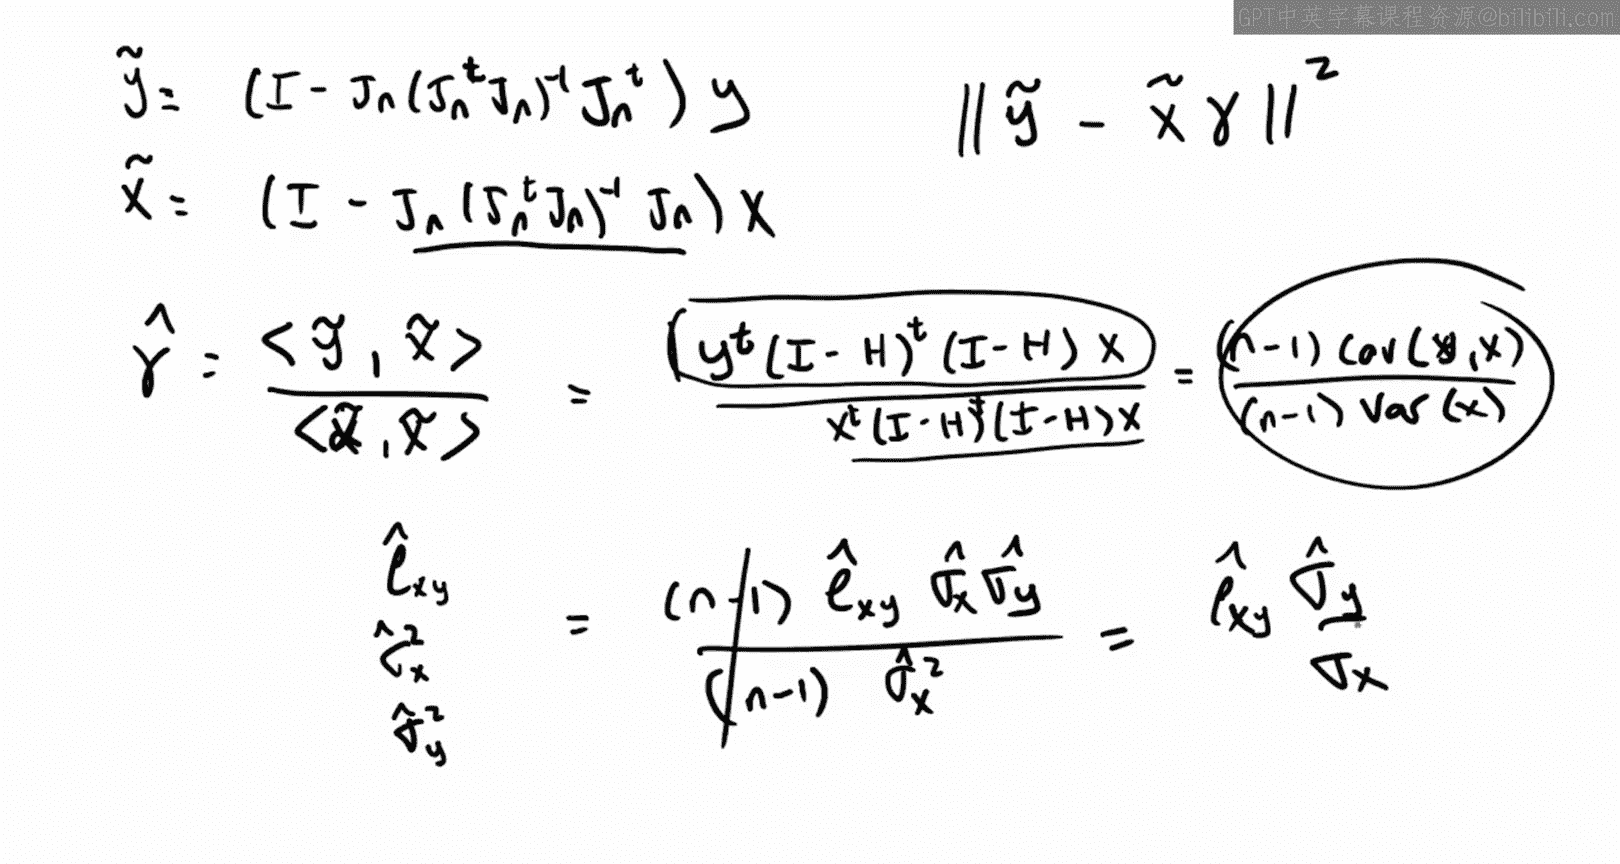 GPT中英字幕课程资源@bilibili.com
ỹ = (I - Jₙ(Jₙᵗ Jₙ)⁻¹ Jₙᵗ) y    ||ỹ - x̃ γ||²
x̃ = (I - Jₙ(Jₙᵗ Jₙ)⁻¹ Jₙ) x
γ̂ = <ỹ, x̃> / <x̃, x̃> = yᵗ(I - H)ᵗ(I - H) x / xᵗ(I - H)ᵗ(I - H) x = (n-1) Cov(y, x) / (n-1) Var(x)
ρ̂xy
σ̂x²
σ̂y²
= (n-1) ρ̂xy σ̂x σ̂y / (n-1) σ̂x² = ρ̂xy σ̂y / σx